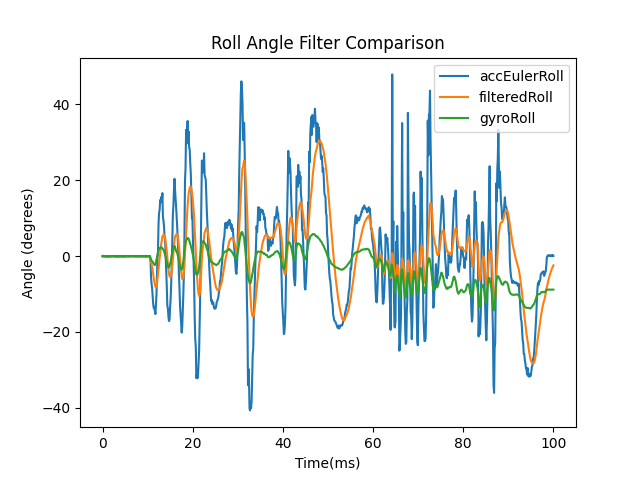 Roll Angle Filter Comparison
accEulerRoll
filteredRoll
gyroRoll
40
20
0
−20
−40
Angle (degrees)
0 20 40 60 80 100
Time(ms)